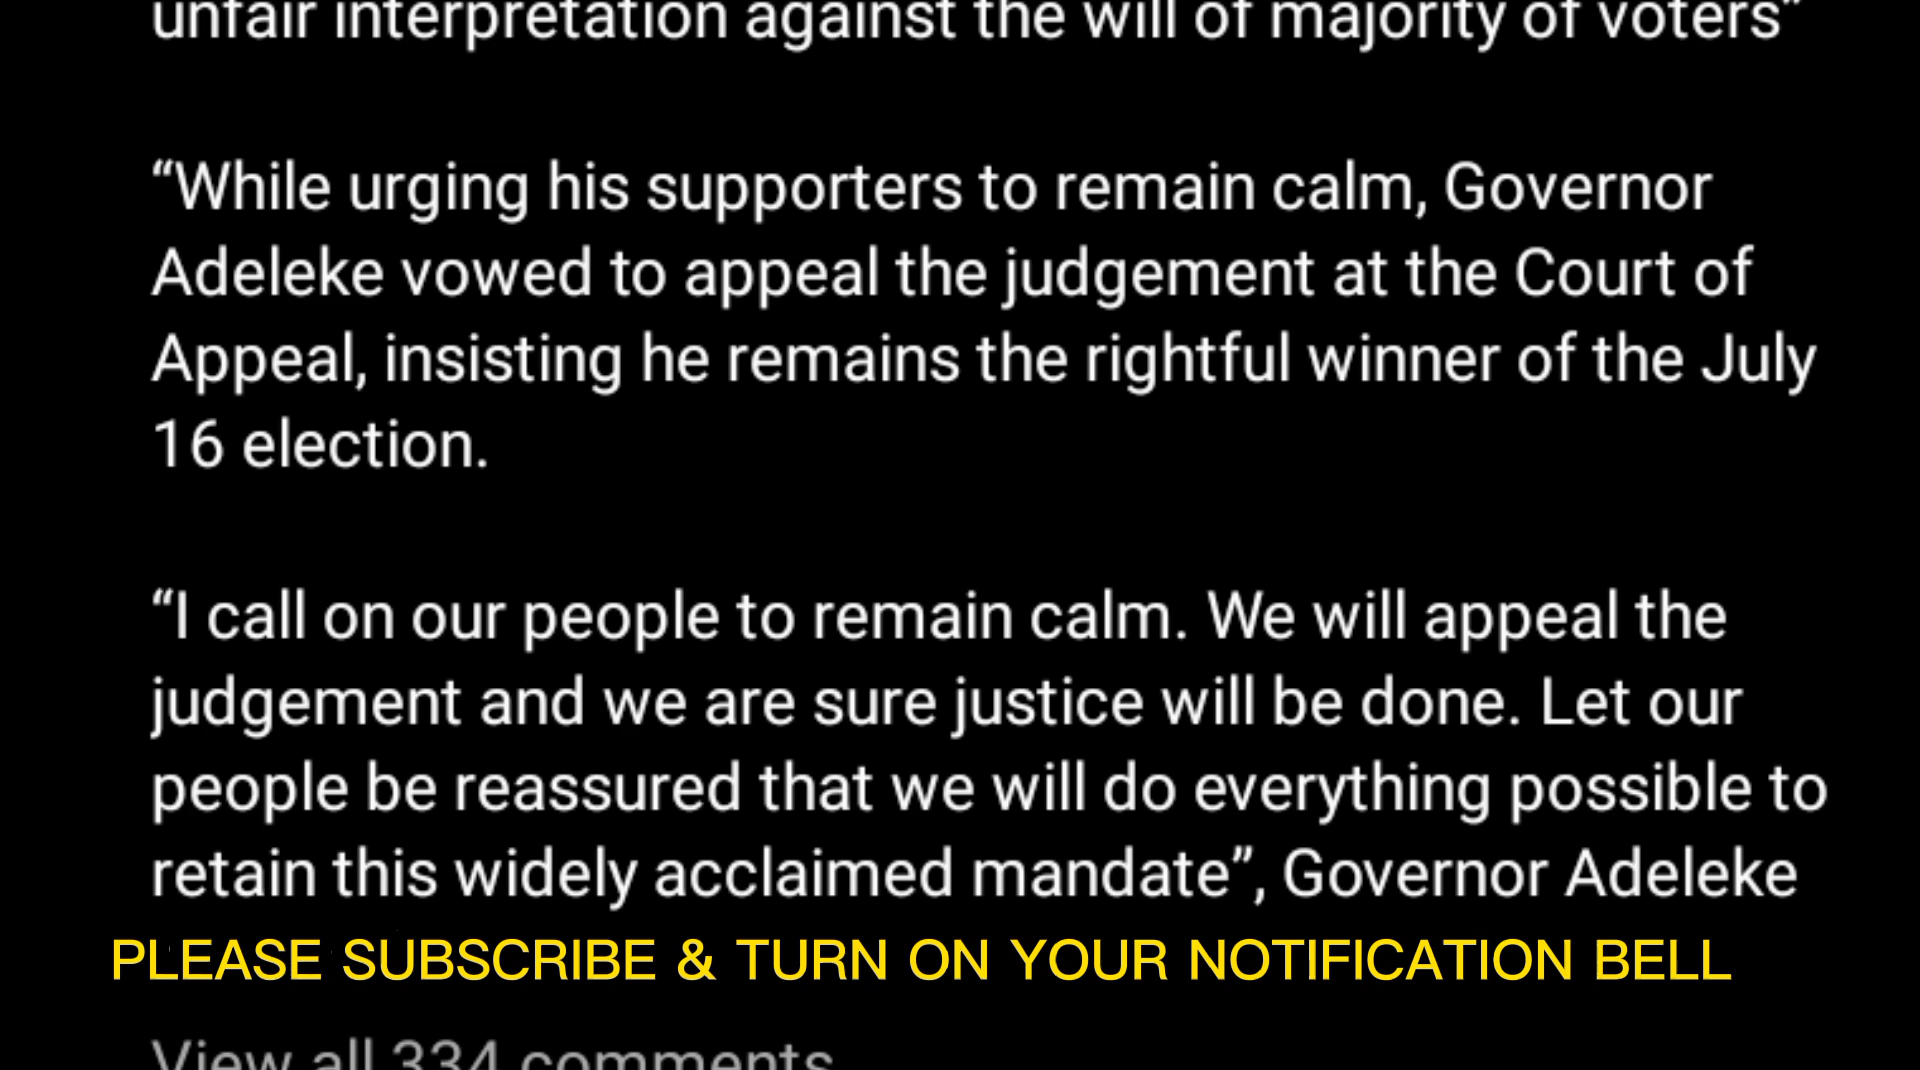 unfair interpretation against the will of majority of voters”
“While urging his supporters to remain calm, Governor
Adeleke vowed to appeal the judgement at the Court of
Appeal, insisting he remains the rightful winner of the July
16 election.
“I call on our people to remain calm. We will appeal the
judgement and we are sure justice will be done. Let our
people be reassured that we will do everything possible to
retain this widely acclaimed mandate”, Governor Adeleke
PLEASE SUBSCRIBE & TURN ON YOUR NOTIFICATION BELL
View all 334 comments